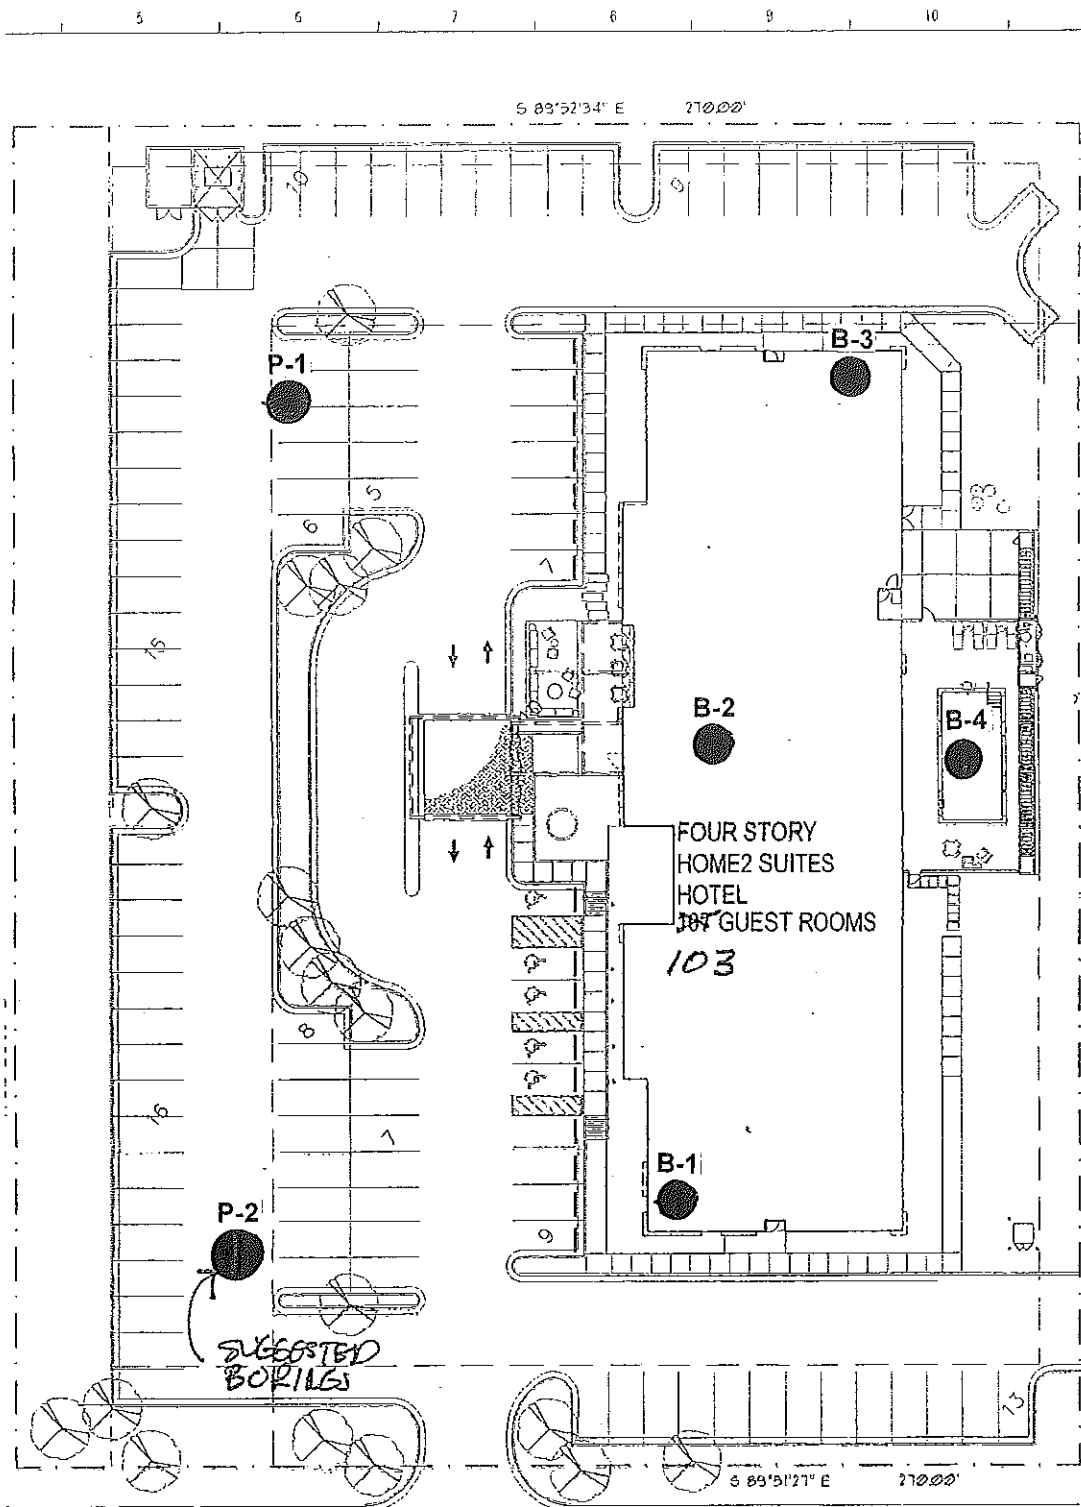 5 6 7 8 9 10
S 89°52'34" E 270.00'
10
9
B-3
P-1
5
6
7
15
B-2
B-4
FOUR STORY
HOME2 SUITES
HOTEL
GUEST ROOMS
103
8
16
7
B-1
P-2
9
SUGGESTED
BORINGS
13
S 89°51'27" E 270.00'